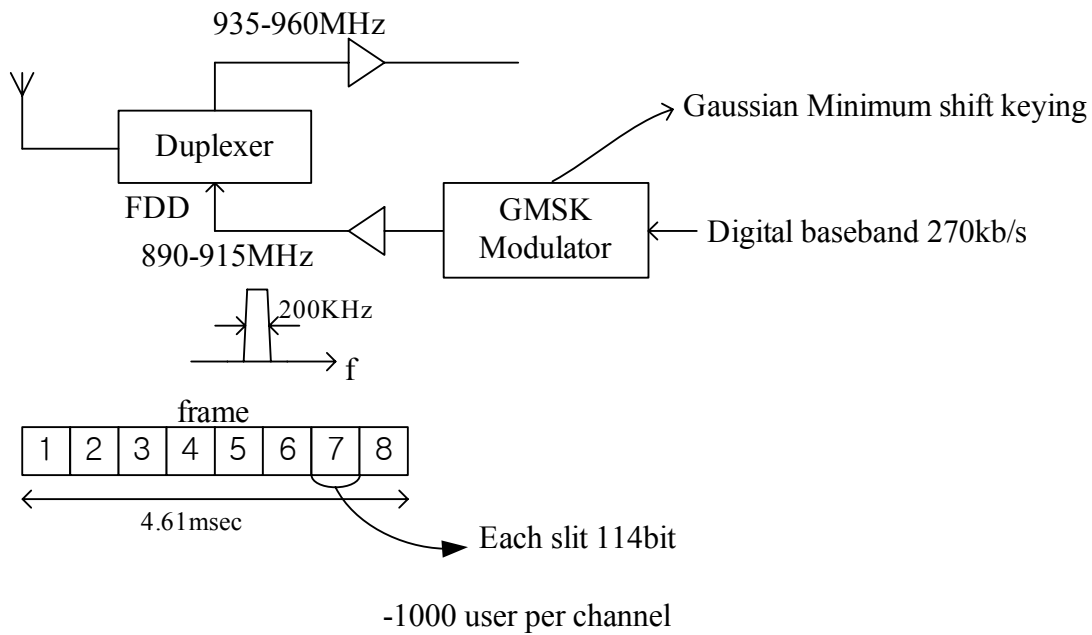 935-960MHz
Gaussian Minimum shift keying
Duplexer
FDD
GMSK
Modulator
Digital baseband 270kb/s
890-915MHz
200KHz
f
frame
1 2 3 4 5 6 7 8
4.61msec
Each slit 114bit
-1000 user per channel